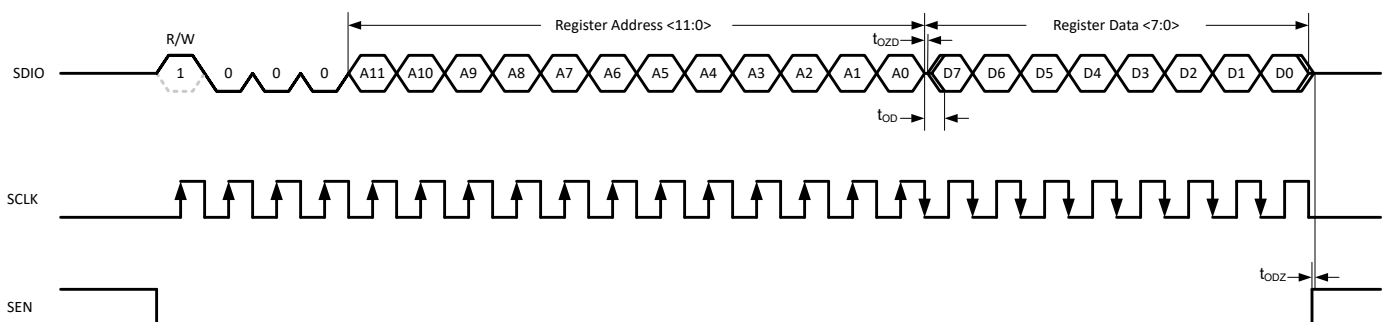 Register Address <11:0> Register Data <7:0>
R/W tOZD
SDIO 1 0 0 0 A11 A10 A9 A8 A7 A6 A5 A4 A3 A2 A1 A0 D7 D6 D5 D4 D3 D2 D1 D0
tOD
SCLK
tODZ
SEN